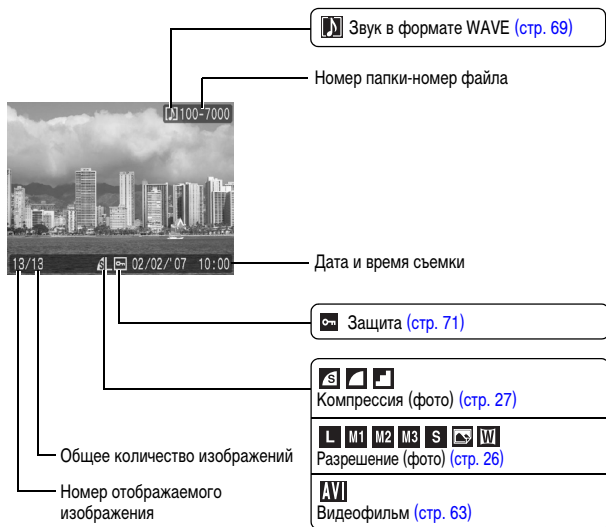 Звук в формате WAVE (стр. 69)
Номер папки-номер файла
100-7000
13/13 S 02/02/'07 10:00
Дата и время съемки
Защита (стр. 71)
S
Компрессия (фото) (стр. 27)
L M1 M2 M3 S W
Разрешение (фото) (стр. 26)
AVI
Видеофильм (стр. 63)
Общее количество изображений
Номер отображаемого
изображения